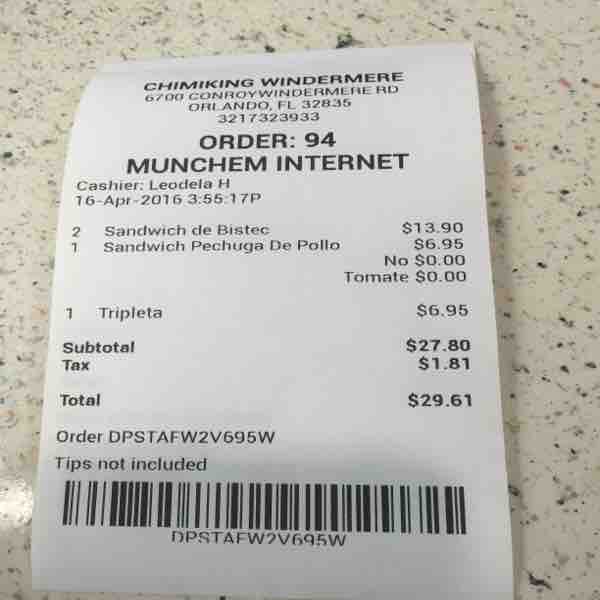 CHIMIKING WINDERMERE
6700 CONROYWINDERMERE RD
ORLANDO, FL 32835
3217323933
ORDER: 94
MUNCHEM INTERNET
Cashier: Leodela H
16-Apr-2016 3:55:17P
2 Sandwich de Bistec $13.90
1 Sandwich Pechuga De Pollo $6.95
No $0.00
Tomate $0.00
1 Tripleta $6.95
Subtotal $27.80
Tax $1.81
Total $29.61
Order DPSTAFW2V695W
Tips not included
DPSTAFW2V695W